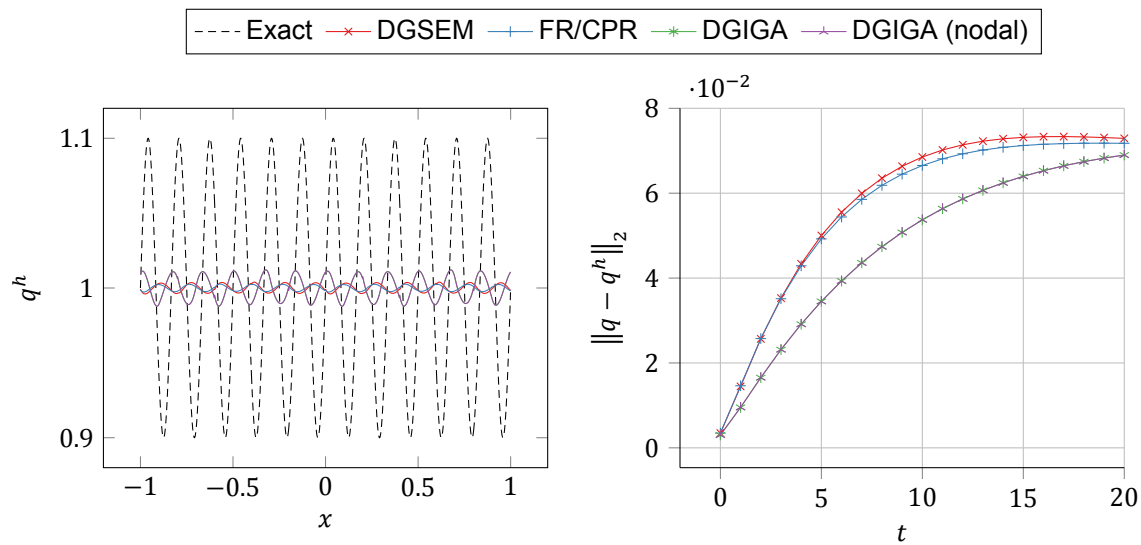 Exact DGSEM FR/CPR DGIGA DGIGA (nodal)
1.1
1
0.9
q^h
−1 −0.5 0 0.5 1
x
·10^−2
8
6
4
2
0
‖q − q^h‖_2
0 5 10 15 20
t